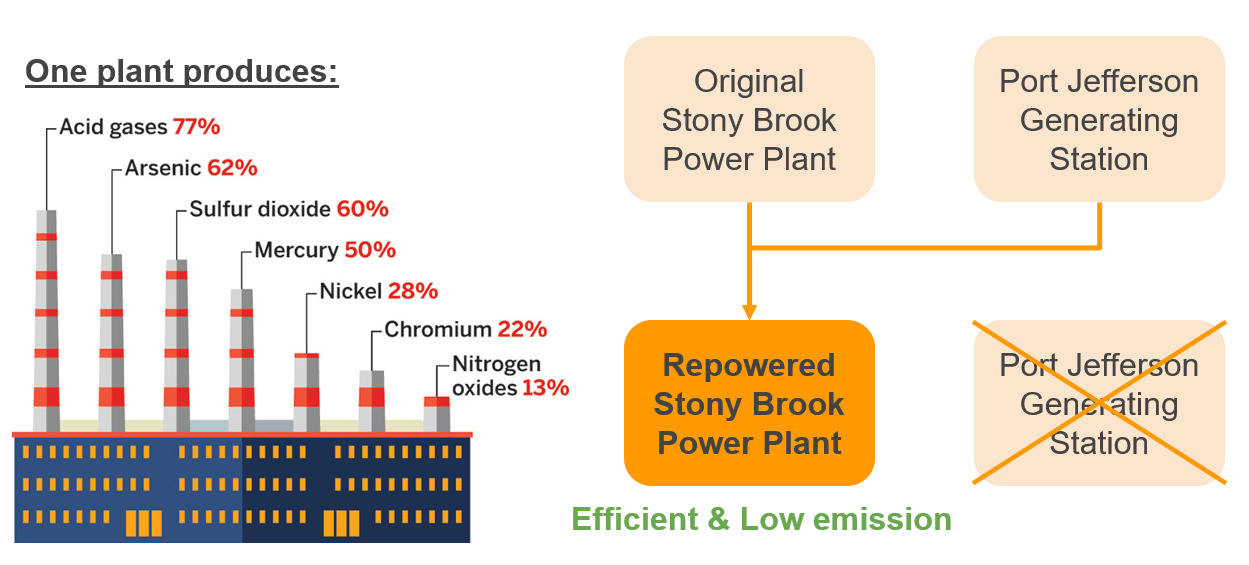 One plant produces:
Acid gases 77%
Arsenic 62%
Sulfur dioxide 60%
Mercury 50%
Nickel 28%
Chromium 22%
Nitrogen
oxides 13%
Original
Stony Brook
Power Plant
Port Jefferson
Generating
Station
Repowered
Stony Brook
Power Plant
Port Jefferson
Generating
Station
Efficient & Low emission